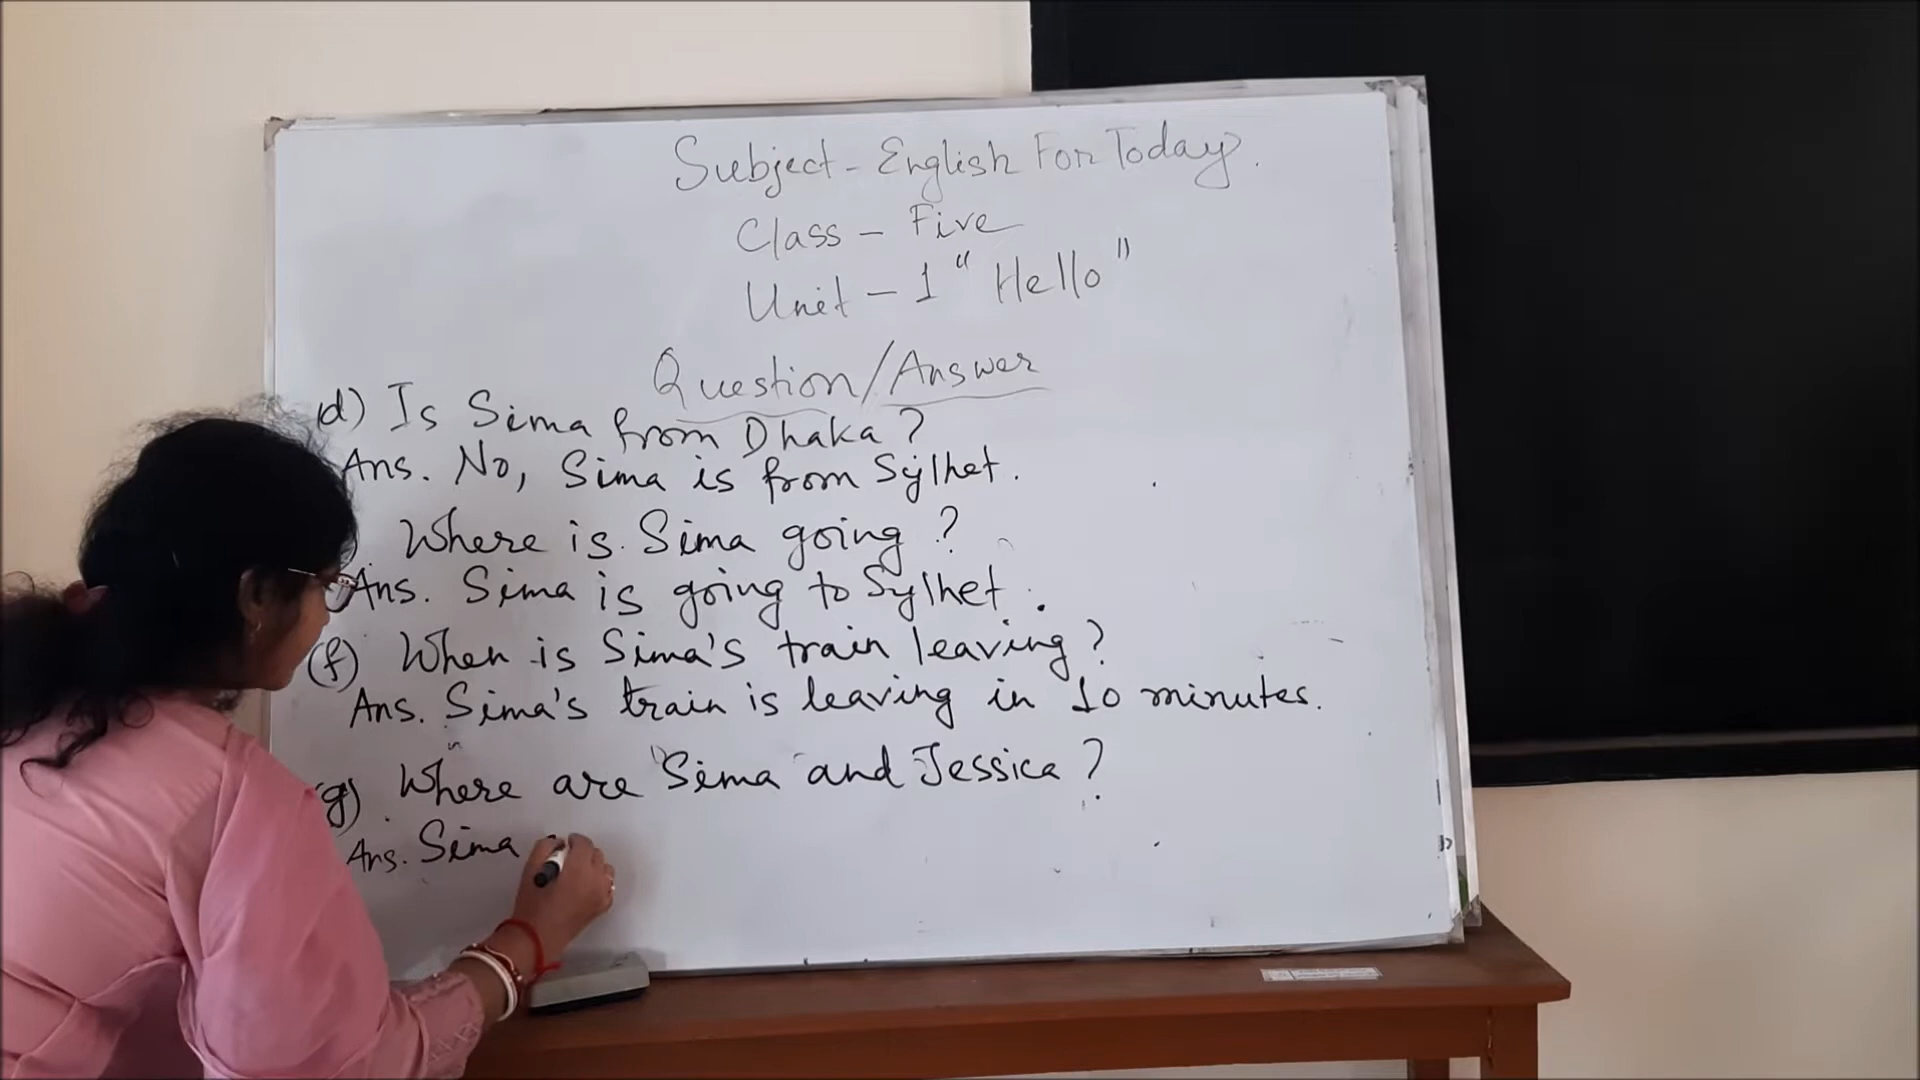 Subject - English For Today.
Class - Five
Unit - 1 " Hello "
Question/Answer
d) Is Sima from Dhaka ?
Ans. No, Sima is from Sylhet.
) Where is Sima going ?
Ans. Sima is going to Sylhet.
(f) When is Sima's train leaving ?
Ans. Sima's train is leaving in 10 minutes.
(g) Where are Sima and Jessica ?
Ans. Sima